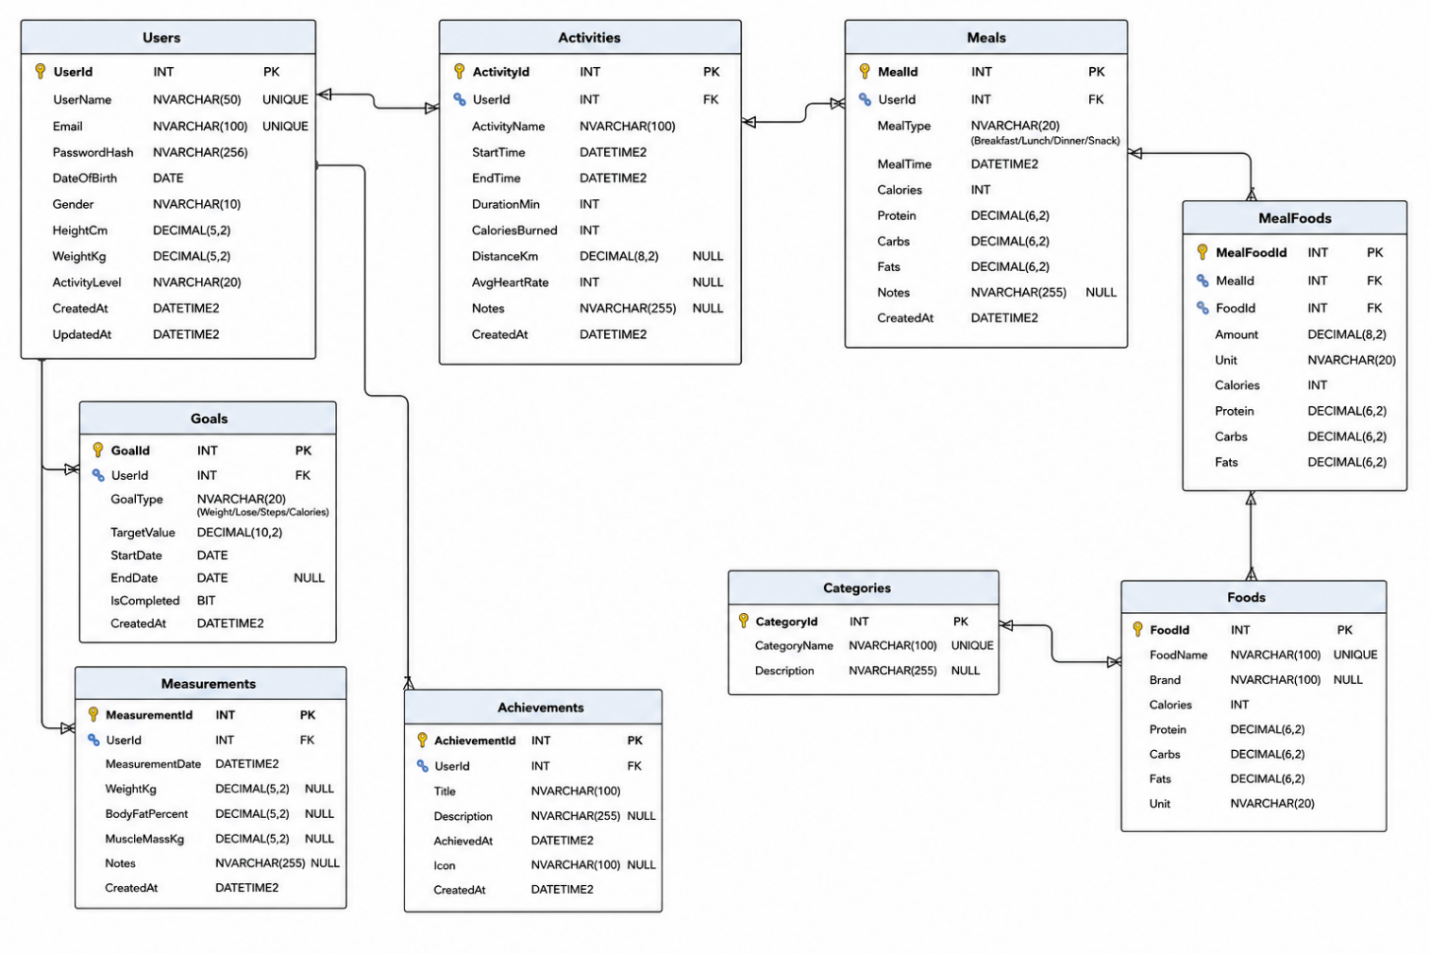 Users
UserId INT PK
UserName NVARCHAR(50) UNIQUE
Email NVARCHAR(100) UNIQUE
PasswordHash NVARCHAR(256)
DateOfBirth DATE
Gender NVARCHAR(10)
HeightCm DECIMAL(5,2)
WeightKg DECIMAL(5,2)
ActivityLevel NVARCHAR(20)
CreatedAt DATETIME2
UpdatedAt DATETIME2
Activities
ActivityId INT PK
UserId INT FK
ActivityName NVARCHAR(100)
StartTime DATETIME2
EndTime DATETIME2
DurationMin INT
CaloriesBurned INT
DistanceKm DECIMAL(8,2) NULL
AvgHeartRate INT NULL
Notes NVARCHAR(255) NULL
CreatedAt DATETIME2
Meals
MealId INT PK
UserId INT FK
MealType NVARCHAR(20)
(Breakfast/Lunch/Dinner/Snack)
MealTime DATETIME2
Calories INT
Protein DECIMAL(6,2)
Carbs DECIMAL(6,2)
Fats DECIMAL(6,2)
Notes NVARCHAR(255) NULL
CreatedAt DATETIME2
MealFoods
MealFoodId INT PK
MealId INT FK
FoodId INT FK
Amount DECIMAL(8,2)
Unit NVARCHAR(20)
Calories INT
Protein DECIMAL(6,2)
Carbs DECIMAL(6,2)
Fats DECIMAL(6,2)
Goals
GoalId INT PK
UserId INT FK
GoalType NVARCHAR(20)
(Weight/Lose/Steps/Calories)
TargetValue DECIMAL(10,2)
StartDate DATE
EndDate DATE NULL
IsCompleted BIT
CreatedAt DATETIME2
Measurements
MeasurementId INT PK
UserId INT FK
MeasurementDate DATETIME2
WeightKg DECIMAL(5,2) NULL
BodyFatPercent DECIMAL(5,2) NULL
MuscleMassKg DECIMAL(5,2) NULL
Notes NVARCHAR(255) NULL
CreatedAt DATETIME2
Achievements
AchievementId INT PK
UserId INT FK
Title NVARCHAR(100)
Description NVARCHAR(255) NULL
AchievedAt DATETIME2
Icon NVARCHAR(100) NULL
CreatedAt DATETIME2
Categories
CategoryId INT PK
CategoryName NVARCHAR(100) UNIQUE
Description NVARCHAR(255) NULL
Foods
FoodId INT PK
FoodName NVARCHAR(100) UNIQUE
Brand NVARCHAR(100) NULL
Calories INT
Protein DECIMAL(6,2)
Carbs DECIMAL(6,2)
Fats DECIMAL(6,2)
Unit NVARCHAR(20)